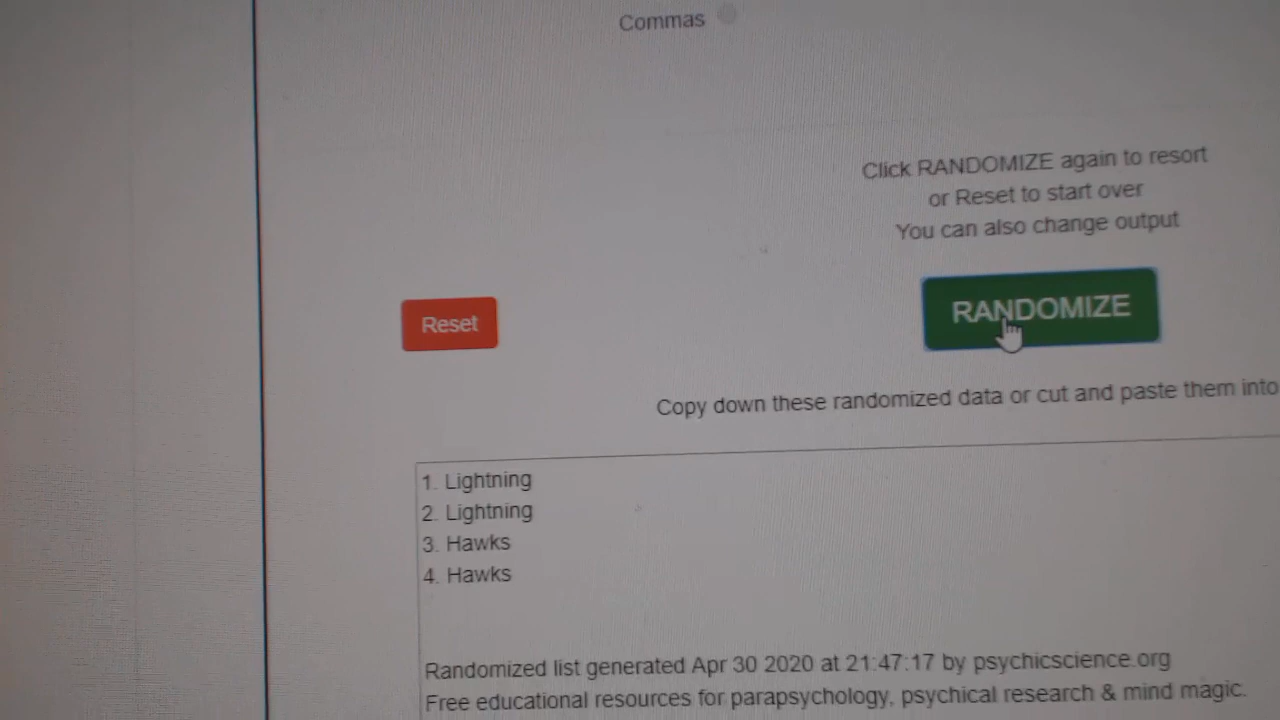 Commas
Click RANDOMIZE again to resort
or Reset to start over
You can also change output
Reset
RANDOMIZE
Copy down these randomized data or cut and paste them into
1. Lightning
2. Lightning
3. Hawks
4. Hawks
Randomized list generated Apr 30 2020 at 21:47:17 by psychicscience.org
Free educational resources for parapsychology, psychical research & mind magic.